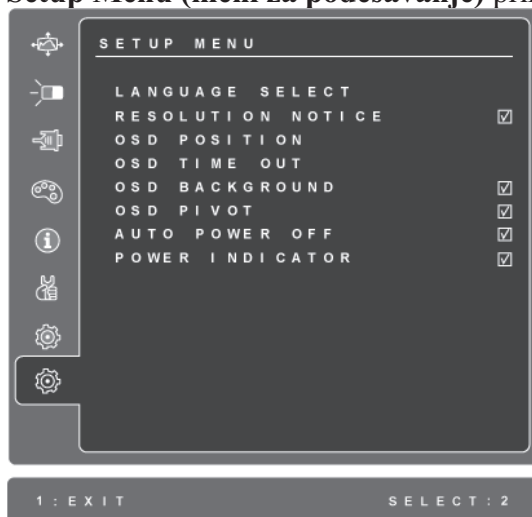 Setup Menu (meni za podešavanje) pri
SETUP MENU
LANGUAGE SELECT
RESOLUTION NOTICE
OSD POSITION
OSD TIME OUT
OSD BACKGROUND
OSD PIVOT
AUTO POWER OFF
POWER INDICATOR
1:EXIT SELECT:2